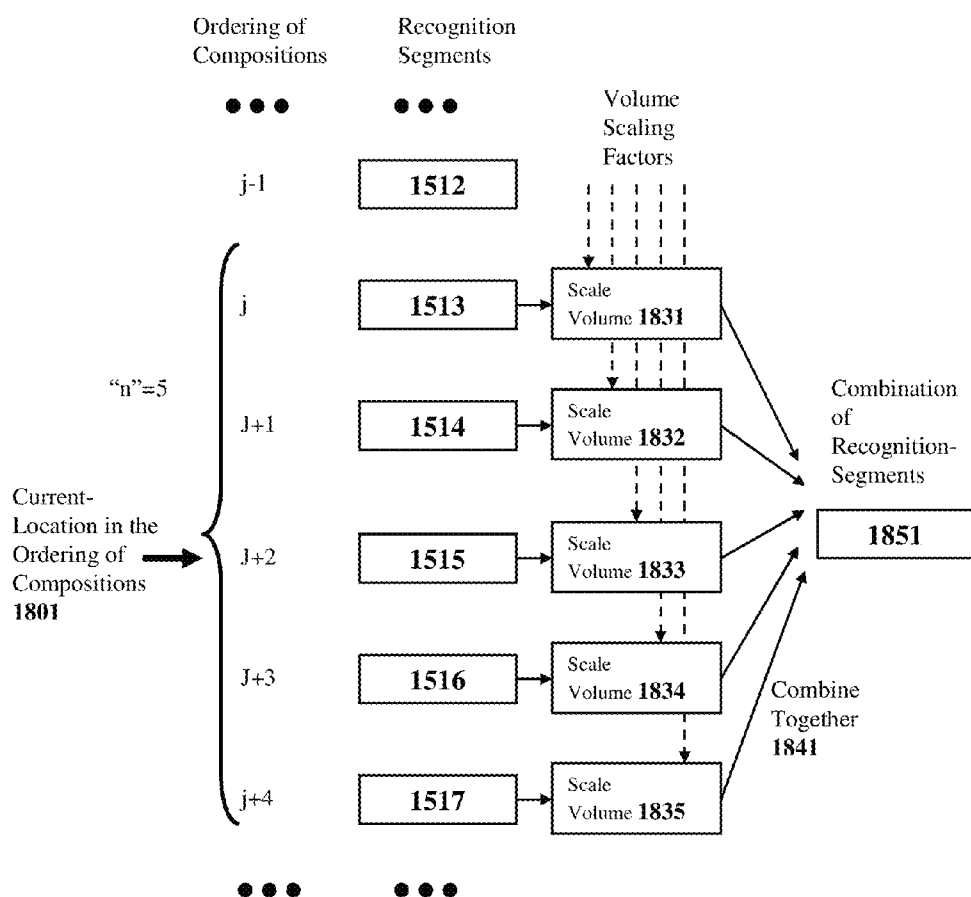 Ordering of
Compositions
Recognition
Segments
Volume
Scaling
Factors
j-1
1512
j
1513
Scale
Volume 1831
"n"=5
J+1
1514
Scale
Volume 1832
Combination
of
Recognition-
Segments
1851
Current-
Location in the
Ordering of
Compositions
1801
J+2
1515
Scale
Volume 1833
J+3
1516
Scale
Volume 1834
Combine
Together
1841
j+4
1517
Scale
Volume 1835